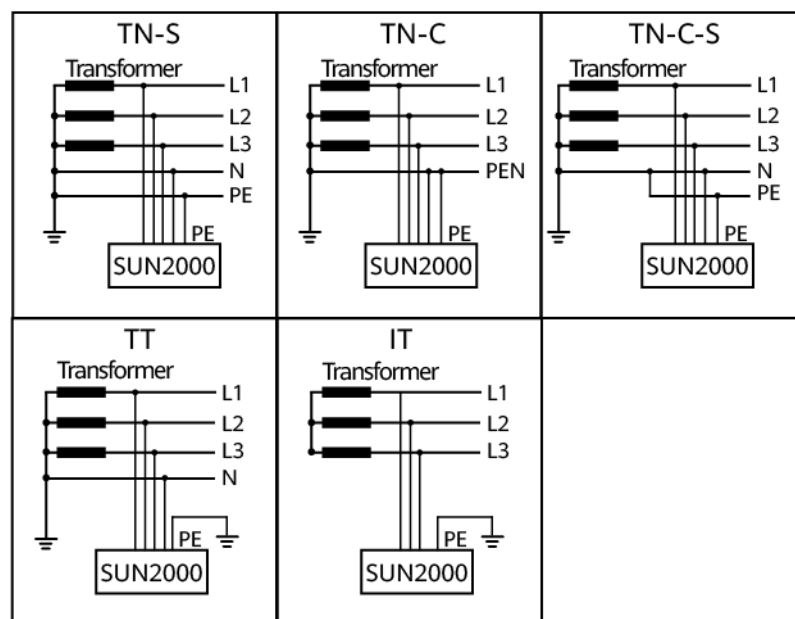 TN-S
Transformer
L1
L2
L3
N
PE
PE
SUN2000
TN-C
Transformer
L1
L2
L3
PEN
PE
SUN2000
TN-C-S
Transformer
L1
L2
L3
N
PE
PE
SUN2000
TT
Transformer
L1
L2
L3
N
PE
SUN2000
IT
Transformer
L1
L2
L3
PE
SUN2000